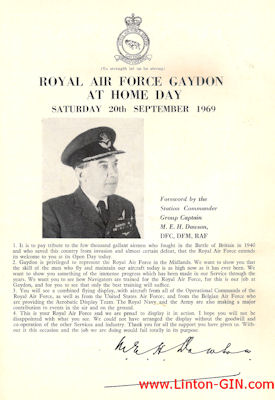 (In strength let us be strong)
ROYAL AIR FORCE GAYDON
AT HOME DAY
SATURDAY 20th SEPTEMBER 1969
Foreword by the
Station Commander
Group Captain
M. E. H. Dawson,
DFC, DFM, RAF
1. It is to pay tribute to the few thousand gallant airmen who fought in the Battle of Britain in 1940
and who saved this country from invasion and almost certain defeat, that the Royal Air Force extends
its welcome to you at its Open Day today.
2. Gaydon is privileged to represent the Royal Air Force in the Midlands. We want to show you that
the skill of the men who fly and maintain our aircraft today is as high now as it has ever been. We
want to show you something of the immense progress which has been made in our Service through the
years. We want you to see how Navigators are trained for the Royal Air Force, for this is our job at
Gaydon, and for you to see that only the best training will suffice.
3. You will see a combined flying display, with aircraft from all of the Operational Commands of the
Royal Air Force, as well as from the United States Air Force; and from the Belgian Air Force who
are providing the Aerobatic Display Team. The Royal Navy and the Army are also making a major
contribution to events in the air and on the ground.
4. This is your Royal Air Force and we are proud to display it in action. I hope you will not be
disappointed with what you see. We could not have arranged the display without the goodwill and
co-operation of the other Services and industry. Thank you for all the support you have given us. With-
out it this occasion and the job we are doing would fall totally in its purpose.
M E H Dawson
www.Linton-GIN.com